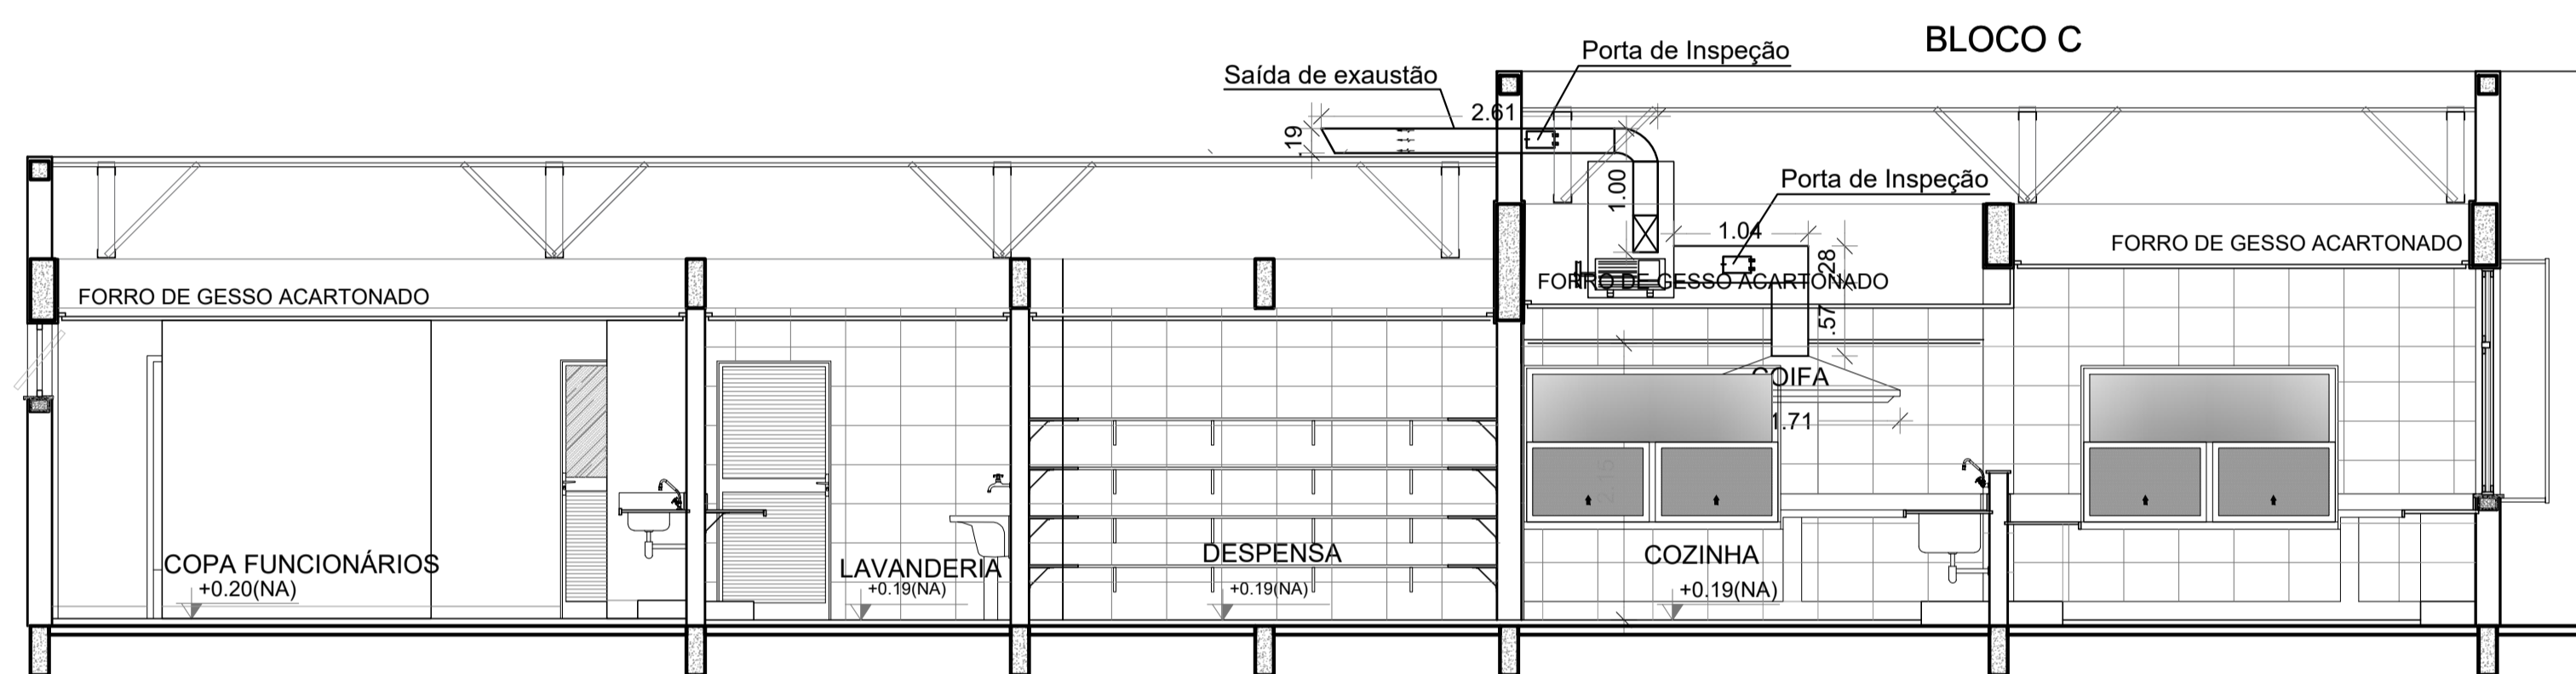 BLOCO C
Porta de Inspeção
Saída de exaustão
2.61
.19
Porta de Inspeção
1.00
1.04
FORRO DE GESSO ACARTONADO
.28
FORRO DE GESSO ACARTONADO
FORRO DE GESSO ACARTONADO
.57
COIFA
1.71
2.15
DESPENSA
COZINHA
COPA FUNCIONÁRIOS
LAVANDERIA
+0.20(NA)
+0.19(NA)
+0.19(NA)
+0.19(NA)